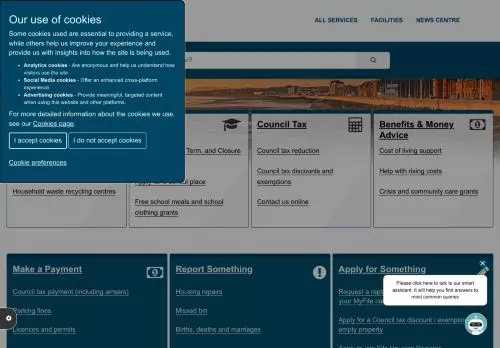 Our use of cookies
Some cookies used are essential to providing a service,
while others help us improve your experience and
provide us with insights into how the site is being used.
Analytics cookies - Are anonymous and help us understand how
visitors use the site.
Social Media cookies - Offer an enhanced cross-platform
experience.
Advertising cookies - Provide meaningful, targeted content
when using this website and other platforms.
For more detailed information about the cookies we use,
see our Cookies page.
I accept cookies
I do not accept cookies
Cookie preferences
ALL SERVICES
FACILITIES
NEWS CENTRE
Household waste recycling centres
Term, and Closure
place
Free school meals and school
clothing grants
Council Tax
Council tax reduction
Council tax discounts and
exemptions
Contact us online
Benefits & Money
Advice
Cost of living support
Help with rising costs
Crisis and community care grants
Make a Payment
Council tax payment (including arrears)
Parking fines
Licences and permits
Report Something
Housing repairs
Missed bin
Births, deaths and marriages
Apply for Something
Request a
your MyFife
Apply for a Council tax discount / exemption
empty property
Please click here to talk to our smart
assistant. It will help you find answers to
most common queries